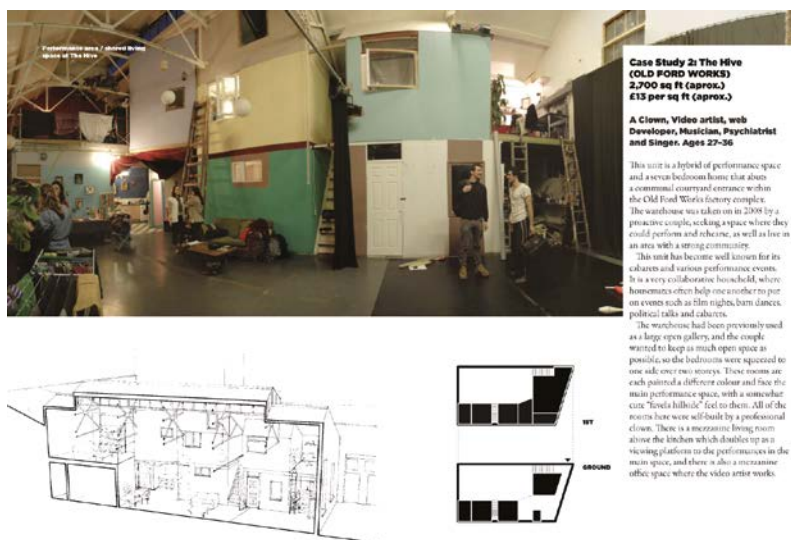 Performance area / shared living
space at The Hive
Case Study 2: The Hive
(OLD FORD WORKS)
2,700 sq ft (aprox.)
£13 per sq ft (aprox.)
A Clown, Video artist, web
Developer, Musician, Psychiatrist
and Singer. Ages 27-36
This unit is a hybrid of performance space
and a seven bedroom home that abuts
a communal courtyard entrance within
the Old Ford Works factory complex.
The warehouse was taken on in 2008 by a
proactive couple, seeking a space where they
could perform and rehearse, as well as live in
an area with a strong community.
This unit has become well known for its
cabarets and various performance events.
It is a very collaborative household, where
housemates often help one another to put
on events such as film nights, barn dances,
political talks and cabarets.
The warehouse had been previously used
as a large open gallery, and the couple
wanted to keep as much open space as
possible, so the bedrooms were squeezed to
one side over two storeys. These rooms are
each painted a different colour and face the
main performance space, with a somewhat
cute "favela hillside" feel to them. All of the
rooms here were self-built by a professional
clown. There is a mezzanine living room
above the kitchen which doubles up as a
viewing platform to the performances in the
main space, and there is also a mezzanine
office space where the video artist works.
1ST
GROUND